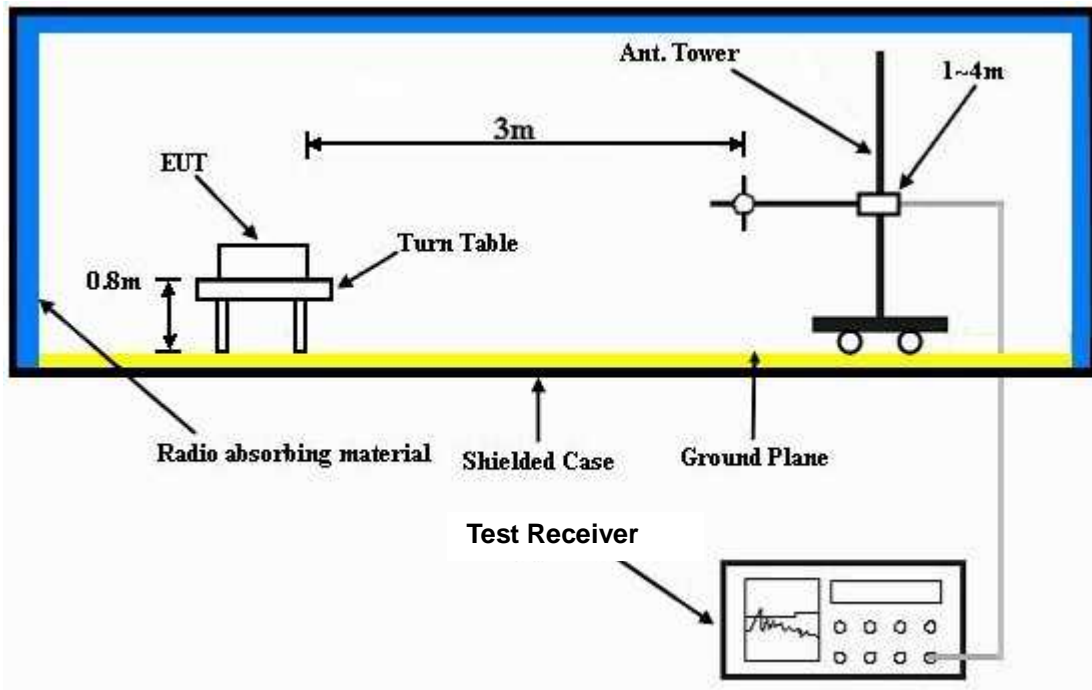 Ant. Tower
1~4m
3m
EUT
Turn Table
0.8m
Radio absorbing material
Shielded Case
Ground Plane
Test Receiver